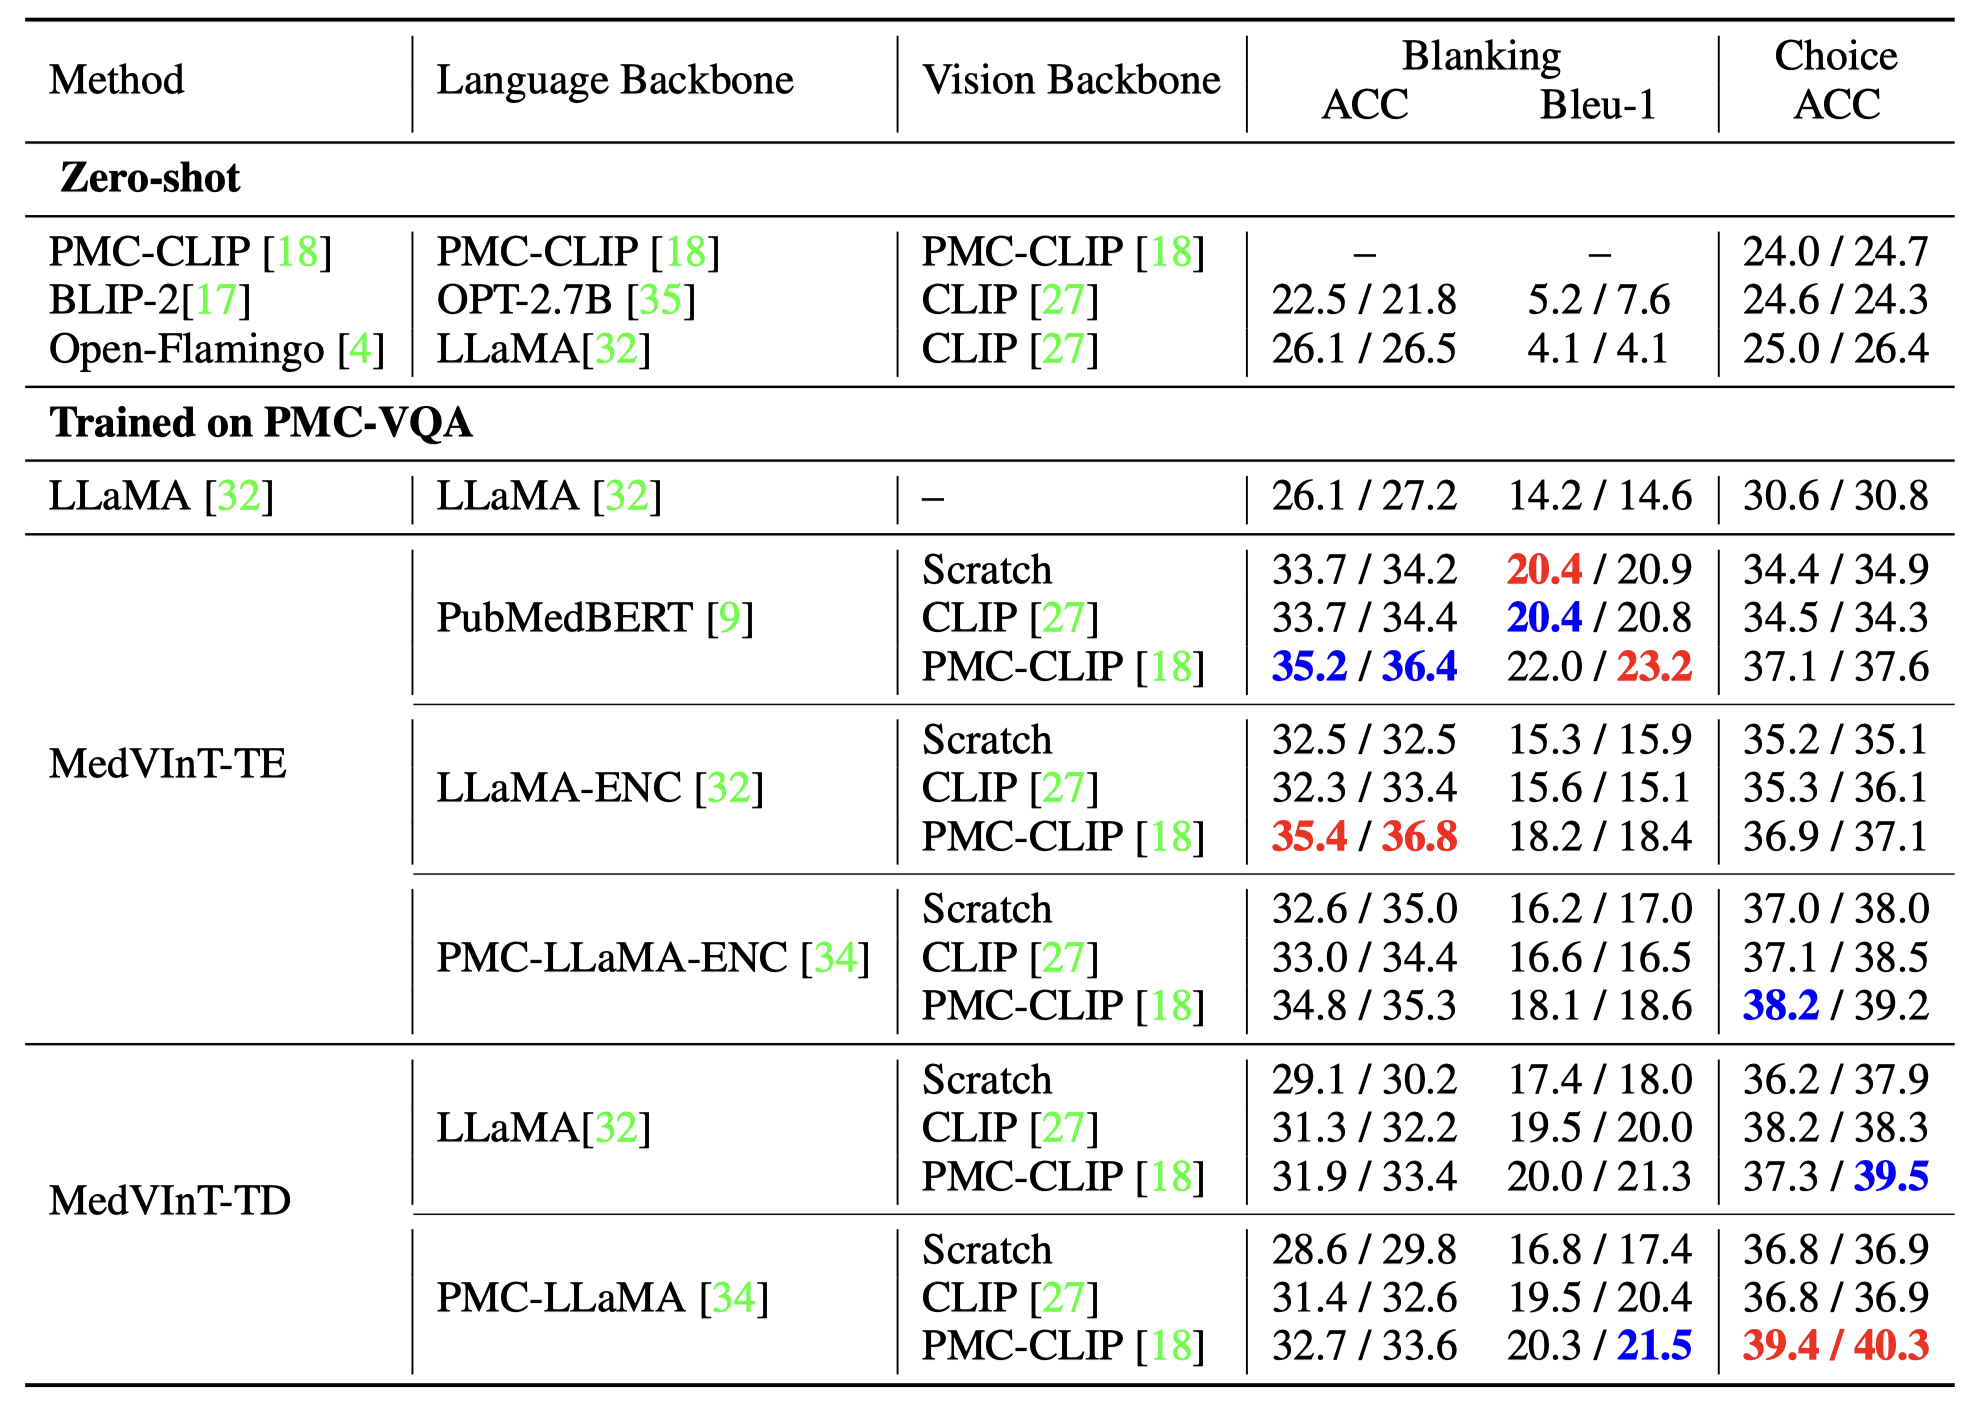 Method Language Backbone Vision Backbone Blanking Choice
ACC Bleu-1 ACC
Zero-shot
PMC-CLIP [18] PMC-CLIP [18] PMC-CLIP [18] – – 24.0 / 24.7
BLIP-2[17] OPT-2.7B [35] CLIP [27] 22.5 / 21.8 5.2 / 7.6 24.6 / 24.3
Open-Flamingo [4] LLaMA[32] CLIP [27] 26.1 / 26.5 4.1 / 4.1 25.0 / 26.4
Trained on PMC-VQA
LLaMA [32] LLaMA [32] – 26.1 / 27.2 14.2 / 14.6 30.6 / 30.8
Scratch 33.7 / 34.2 20.4 / 20.9 34.4 / 34.9
PubMedBERT [9] CLIP [27] 33.7 / 34.4 20.4 / 20.8 34.5 / 34.3
PMC-CLIP [18] 35.2 / 36.4 22.0 / 23.2 37.1 / 37.6
Scratch 32.5 / 32.5 15.3 / 15.9 35.2 / 35.1
MedVInT-TE LLaMA-ENC [32] CLIP [27] 32.3 / 33.4 15.6 / 15.1 35.3 / 36.1
PMC-CLIP [18] 35.4 / 36.8 18.2 / 18.4 36.9 / 37.1
Scratch 32.6 / 35.0 16.2 / 17.0 37.0 / 38.0
PMC-LLaMA-ENC [34] CLIP [27] 33.0 / 34.4 16.6 / 16.5 37.1 / 38.5
PMC-CLIP [18] 34.8 / 35.3 18.1 / 18.6 38.2 / 39.2
Scratch 29.1 / 30.2 17.4 / 18.0 36.2 / 37.9
LLaMA[32] CLIP [27] 31.3 / 32.2 19.5 / 20.0 38.2 / 38.3
PMC-CLIP [18] 31.9 / 33.4 20.0 / 21.3 37.3 / 39.5
MedVInT-TD
Scratch 28.6 / 29.8 16.8 / 17.4 36.8 / 36.9
PMC-LLaMA [34] CLIP [27] 31.4 / 32.6 19.5 / 20.4 36.8 / 36.9
PMC-CLIP [18] 32.7 / 33.6 20.3 / 21.5 39.4 / 40.3